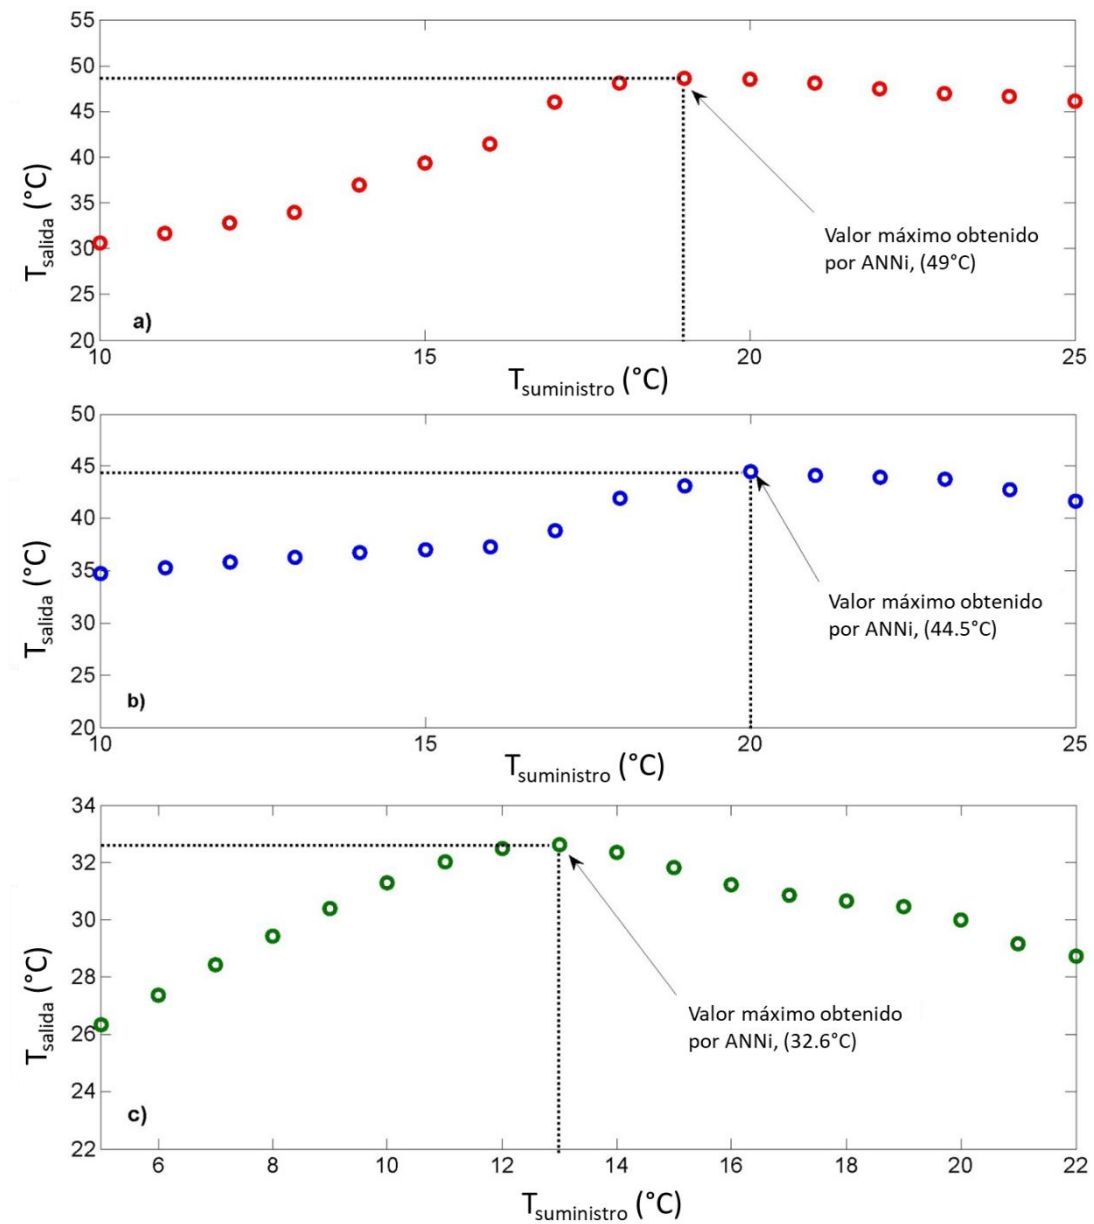 55
50
45
40
35
30
25
20
T_salida (°C)
Valor máximo obtenido
por ANNi, (49°C)
a)
10 15 20 25
T_suministro (°C)
50
45
40
35
30
25
20
T_salida (°C)
Valor máximo obtenido
por ANNi, (44.5°C)
b)
10 15 20 25
T_suministro (°C)
34
32
30
28
26
24
22
T_salida (°C)
Valor máximo obtenido
por ANNi, (32.6°C)
c)
6 8 10 12 14 16 18 20 22
T_suministro (°C)